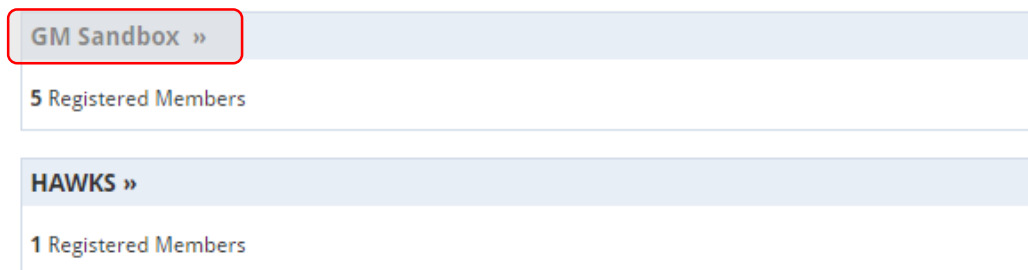 GM Sandbox »
5 Registered Members
HAWKS »
1 Registered Members